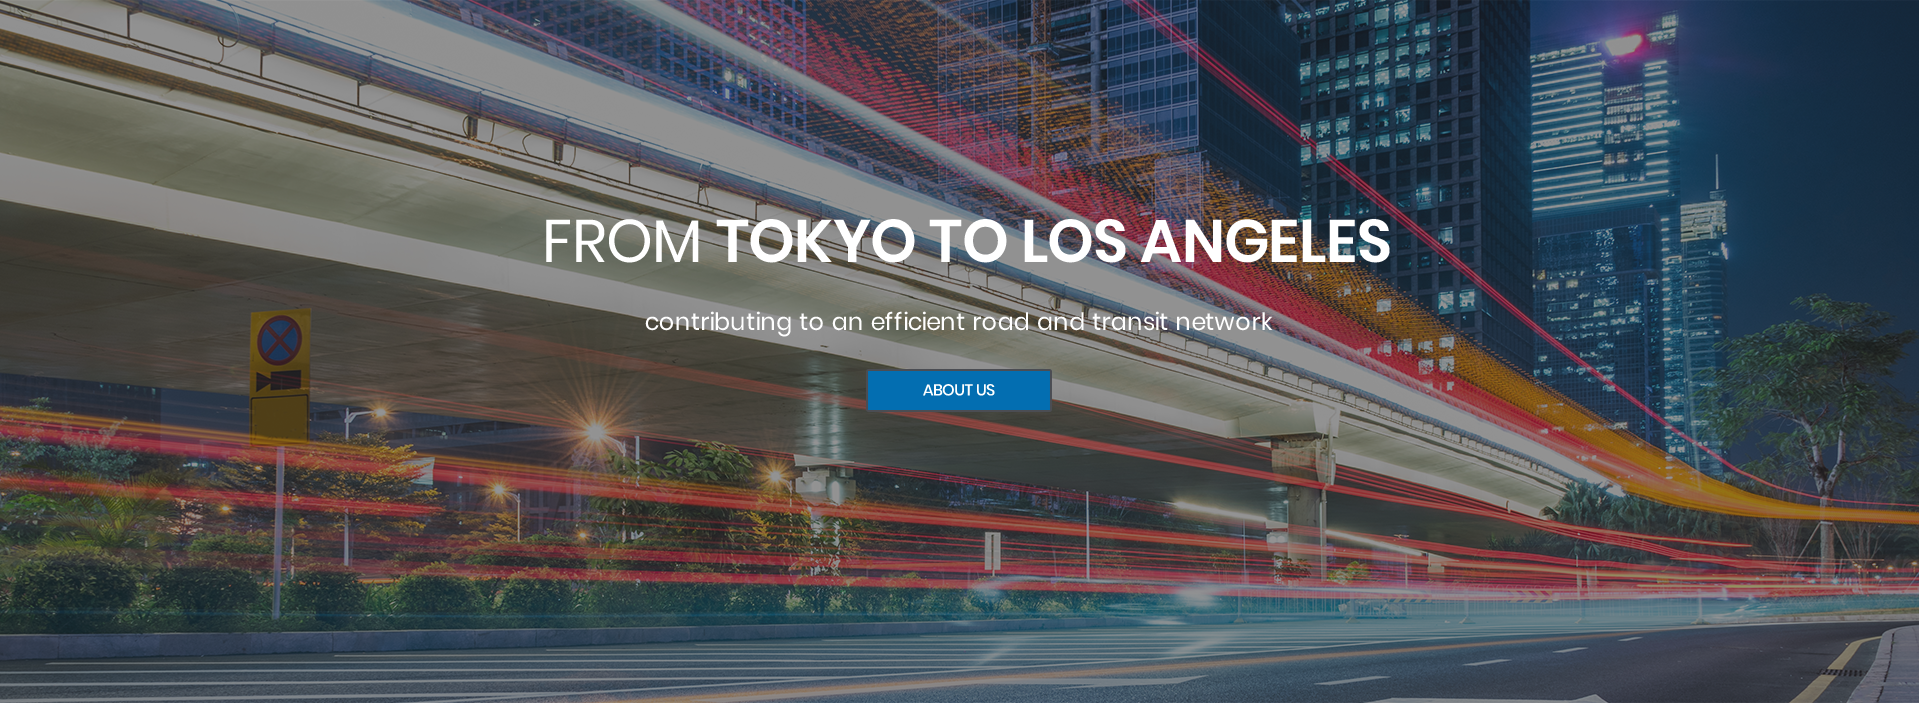 FROM TOKYO TO LOS ANGELES
contributing to an efficient road and transit network
ABOUT US